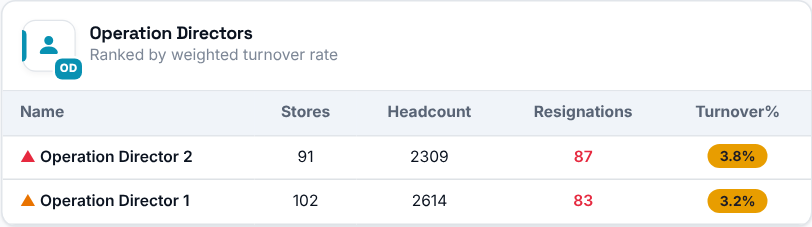 Operation Directors
Ranked by weighted turnover rate
OD
Name Stores Headcount Resignations Turnover%
Operation Director 2 91 2309 87 3.8%
Operation Director 1 102 2614 83 3.2%